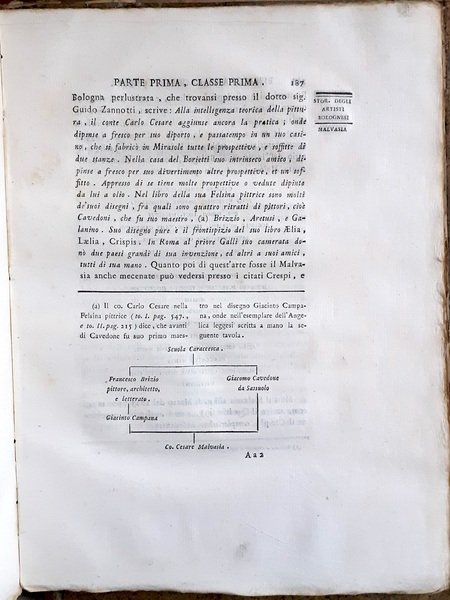 PARTE PRIMA, CLASSE PRIMA. 187
Bologna perlustrata, che trovansi presso il dotto sig.
Guido Zannotti, scrive: Alla intelligenza teorica della pittu-
ra, il conte Carlo Cesare aggiunse ancora la pratica; onde
dipinse a fresco per suo diporto, e passatempo in un suo casi-
no, che si fabricò in Mirasole tutte le prospettive, e soffitte di
due stanze. Nella casa del Borjetti suo intrinseco amico, di-
pinse a fresco per suo divertimento altre prospettive, et un sof-
fitto. Appresso di se tiene molte prospettive o vedute dipinte
da lui a olio. Nel libro della sua Felsina pittrice sono molti
de'suoi disegni, frà quali sono quattro ritratti di pittori, cioè
Cavedoni, che fu suo maestro, (a) Brizzio, Aretusi, e Ga-
lanino. Suo disegno pure è il frontispizio del suo libro Ælia,
Lælia, Crispis. In Roma al priore Galli suo camerata do-
nò due paesi grandi di sua invenzione, ed altri a suoi amici,
tutti di sua mano. Quanto poi di quest'arte fosse il Malva-
sia anche mecenate può vedersi presso i citati Crespi, e
STOR. DEGLI
ARTISTI
BOLOGNESI
MALVASIA
(a) Il co. Carlo Cesare nella
Felsina pittrice (to. I. pag. 547.,
e to. II. pag. 215) dice, che avanti
di Cavedone fu suo primo maes-
tro nel disegno Giacinto Campa-
na, onde nell'esemplare dell'Ange-
lica leggesi scritta a mano la se-
guente tavola.
Scuola Caraccesca.
Francesco Brizio
pittore, architetto,
e letterato.
Giacomo Cavedone
da Sassuolo
Giacinto Campana
Co. Cesare Malvasia.
Aa2